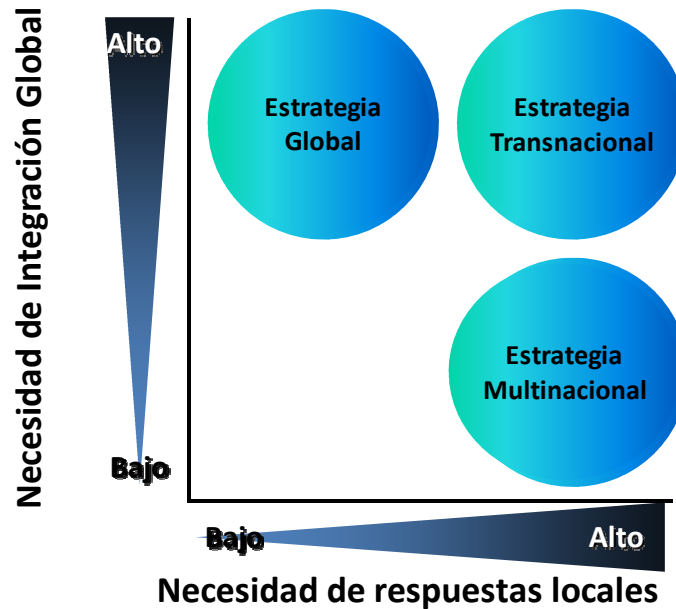 Necesidad de Integración Global
Alto
Estrategia
Global
Estrategia
Transnacional
Estrategia
Multinacional
Bajo
Bajo
Alto
Necesidad de respuestas locales